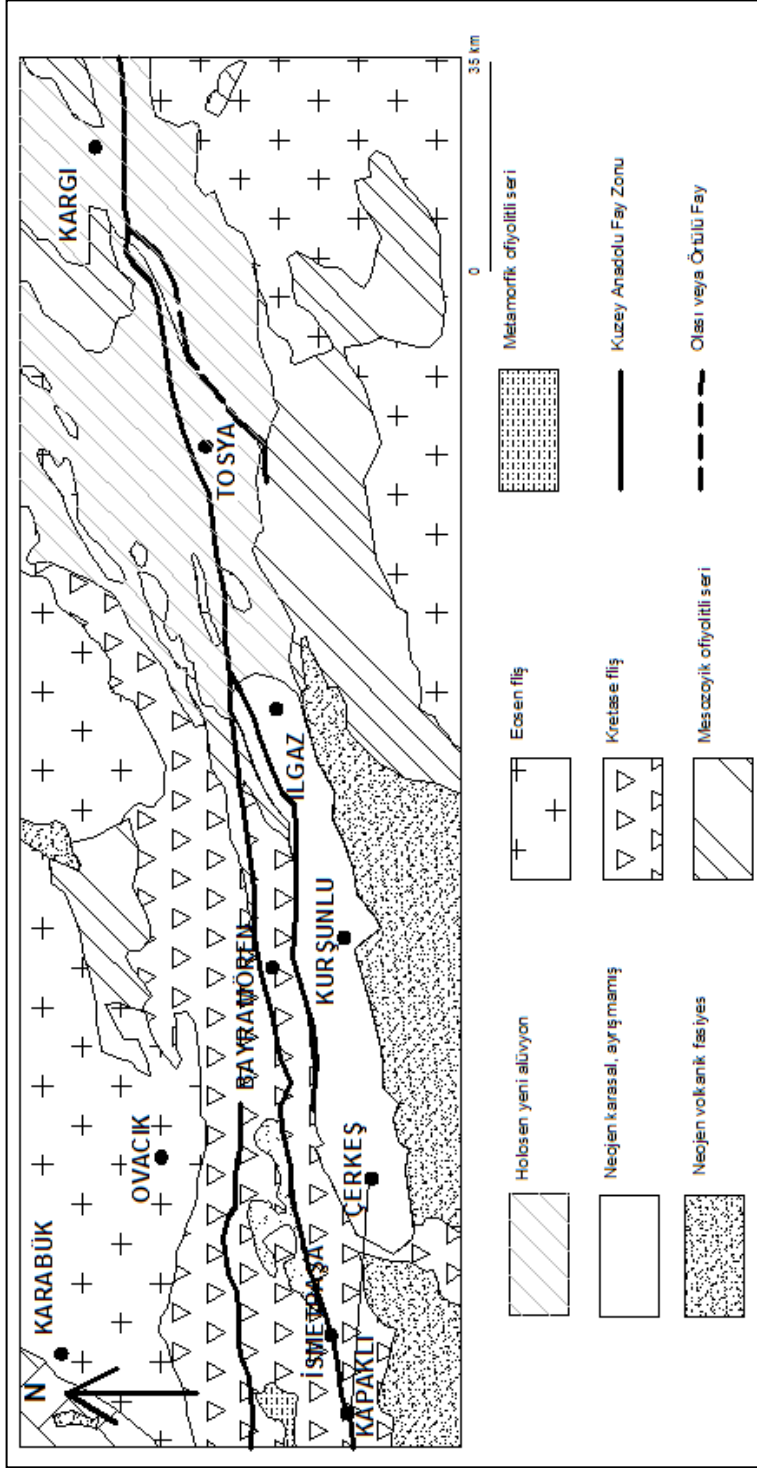 N
KARABÜK
OVACIK
KARGI
TOSYA
ILGAZ
BAYRAMÖREN
KURŞUNLU
ÇERKEŞ
İSMETPAŞA
KAPAKLI
0 35 km
Holosen yeni alüvyon
Neojen karasal, ayrışmamış
Neojen volkanik fasiyes
Eosen fliş
Kretase fliş
Mesozoyik ofiyolitli seri
Metamorfik ofiyolitli seri
Kuzey Anadolu Fay Zonu
Olası veya Örtülü Fay